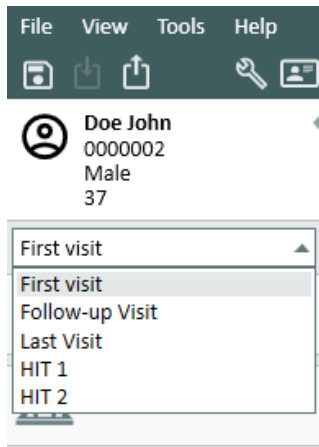 File View Tools Help
Doe John
0000002
Male
37
First visit
First visit
Follow-up Visit
Last Visit
HIT 1
HIT 2